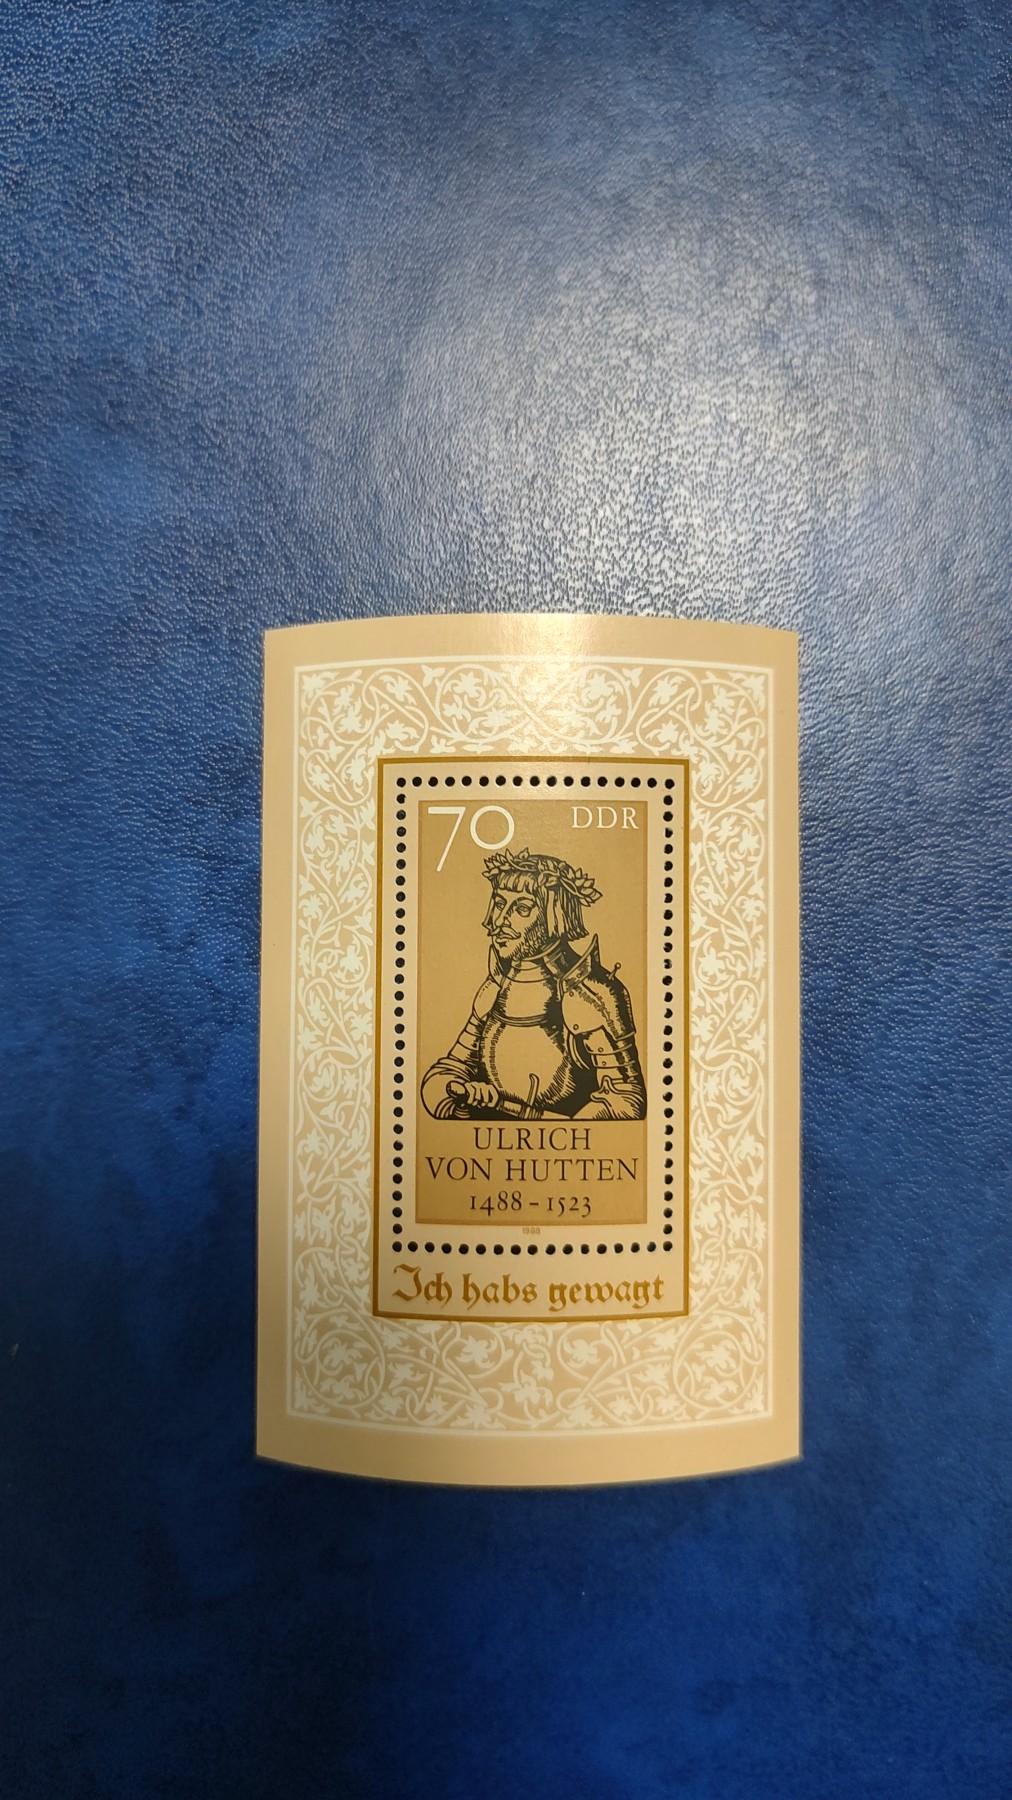 70 DDR
ULRICH
VON HUTTEN
1488-1523
1988
Ich habs gewagt